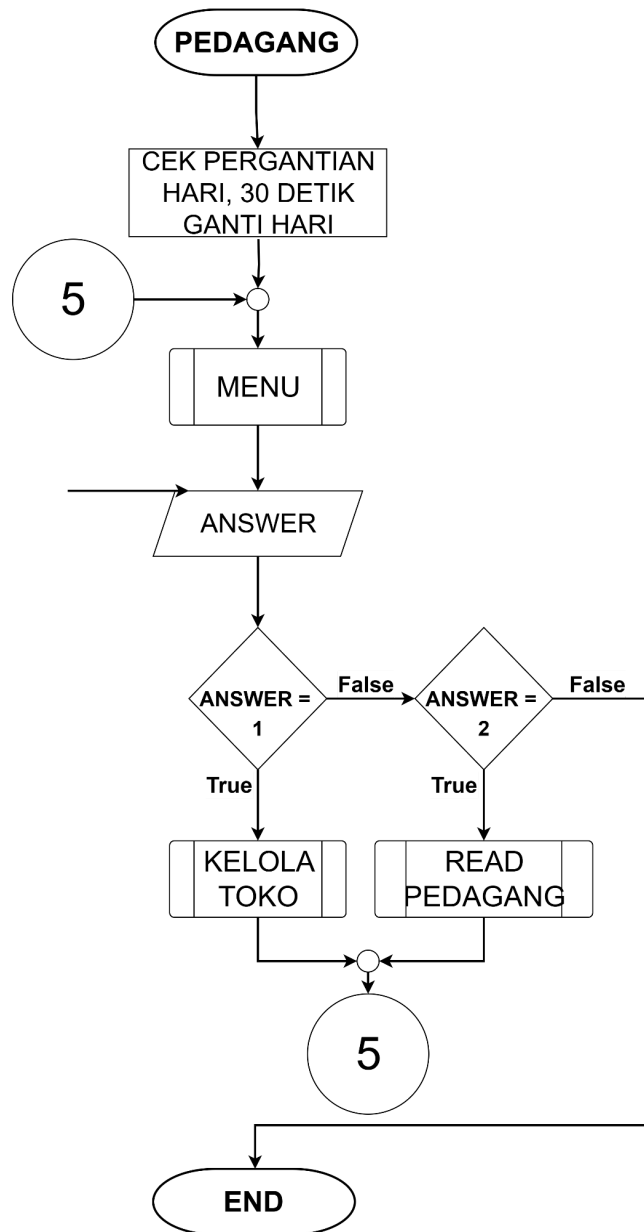 PEDAGANG
CEK PERGANTIAN
HARI, 30 DETIK
GANTI HARI
5
MENU
ANSWER
ANSWER =
1
False
ANSWER =
2
False
True
True
KELOLA
TOKO
READ
PEDAGANG
5
END